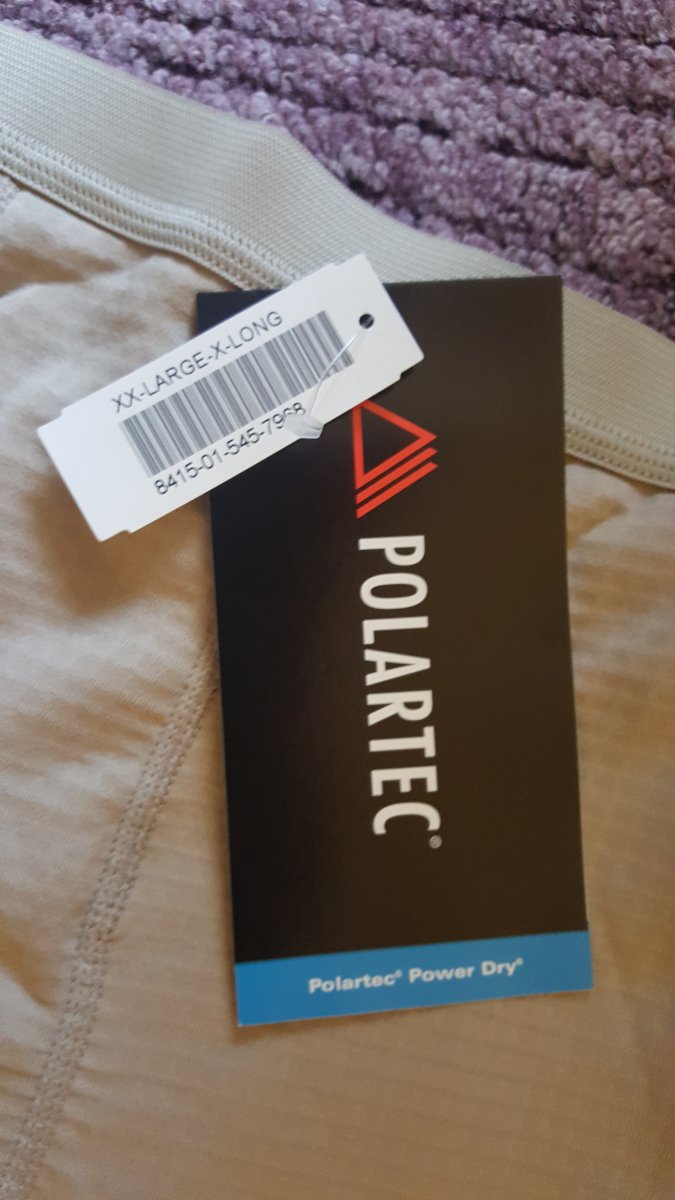 XX-LARGE-X-LONG
8415-01-545-7968
POLARTEC®
Polartec® Power Dry®